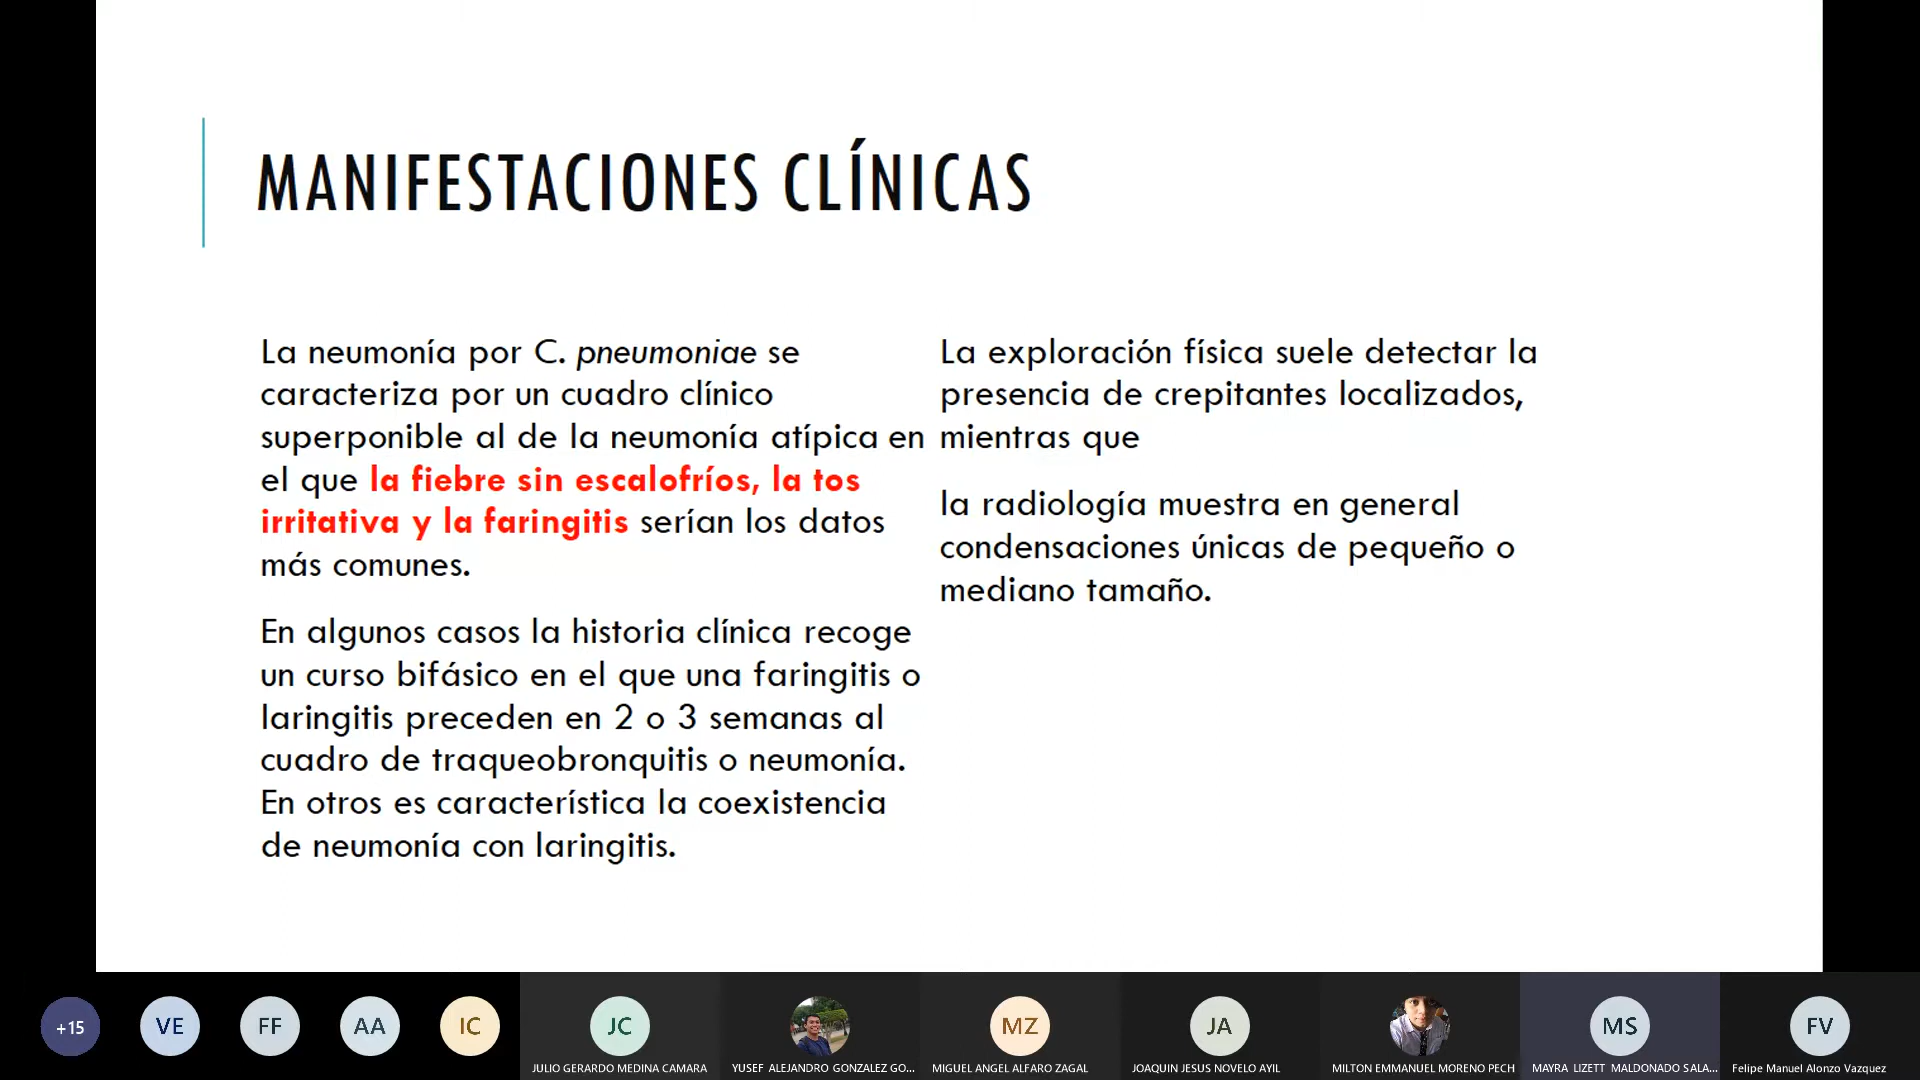 MANIFESTACIONES CLÍNICAS
La neumonía por C. pneumoniae se
caracteriza por un cuadro clínico
superponible al de la neumonía atípica en
el que la fiebre sin escalofríos, la tos
irritativa y la faringitis serían los datos
más comunes.
En algunos casos la historia clínica recoge
un curso bifásico en el que una faringitis o
laringitis preceden en 2 o 3 semanas al
cuadro de traqueobronquitis o neumonía.
En otros es característica la coexistencia
de neumonía con laringitis.
La exploración física suele detectar la
presencia de crepitantes localizados,
mientras que
la radiología muestra en general
condensaciones únicas de pequeño o
mediano tamaño.
+15
VE
FF
AA
IC
JC
JULIO GERARDO MEDINA CAMARA
YUSEF ALEJANDRO GONZALEZ GO...
MZ
MIGUEL ANGEL ALFARO ZAGAL
JA
JOAQUIN JESUS NOVELO AYIL
MILTON EMMANUEL MORENO PECH
MS
MAYRA LIZETT MALDONADO SALA...
FV
Felipe Manuel Alonzo Vazquez